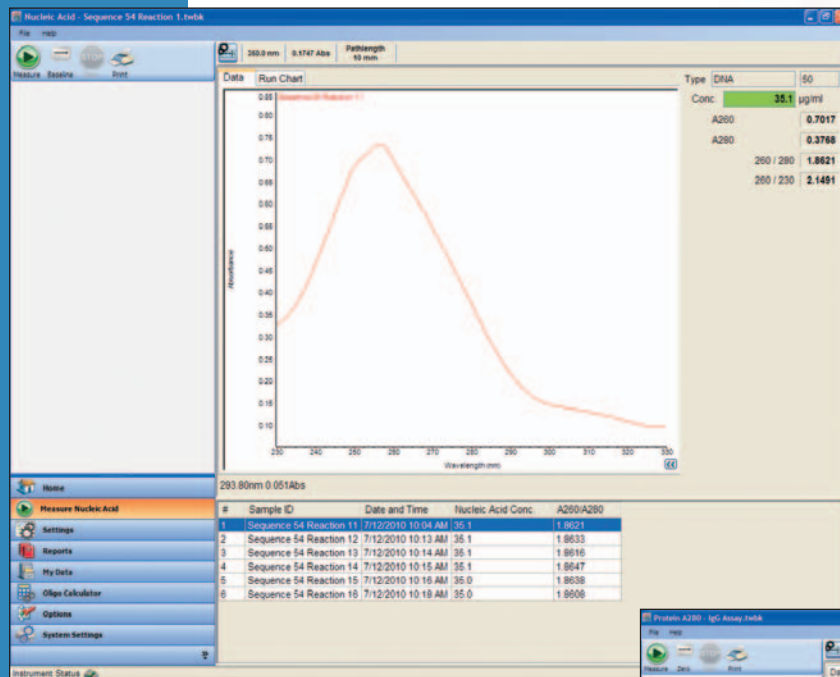 Nucleic Acid - Sequence 54 Reaction 1.twbk
File Help
Measure Baseline STOP Print
260.0 nm 0.1747 Abs Pathlength 10 mm
Data Run Chart
Type DNA 50
Conc 35.1 µg/ml
A260 0.7017
A280 0.3768
260 / 280 1.8621
260 / 230 2.1491
Sequence 54 Reaction 1
0.85
0.80
0.75
0.70
0.65
0.60
0.55
0.50
0.45
0.40
0.35
0.30
0.25
0.20
0.15
0.10
Absorbance
230 240 250 260 270 280 290 300 310 320 330
Wavelength (nm)
293.80nm 0.051Abs
Home
Measure Nucleic Acid
Settings
Reports
My Data
Oligo Calculator
Options
System Settings
# Sample ID Date and Time Nucleic Acid Conc A260/A280
1 Sequence 54 Reaction 11 7/12/2010 10:04 AM 35.1 1.8621
2 Sequence 54 Reaction 12 7/12/2010 10:13 AM 35.1 1.8633
3 Sequence 54 Reaction 13 7/12/2010 10:14 AM 35.1 1.8616
4 Sequence 54 Reaction 14 7/12/2010 10:15 AM 35.1 1.8647
5 Sequence 54 Reaction 15 7/12/2010 10:16 AM 35.0 1.8638
6 Sequence 54 Reaction 16 7/12/2010 10:18 AM 35.0 1.8606
Instrument Status
Protein A280 - IgG Assay.twbk
File Help
Measure Zero Print